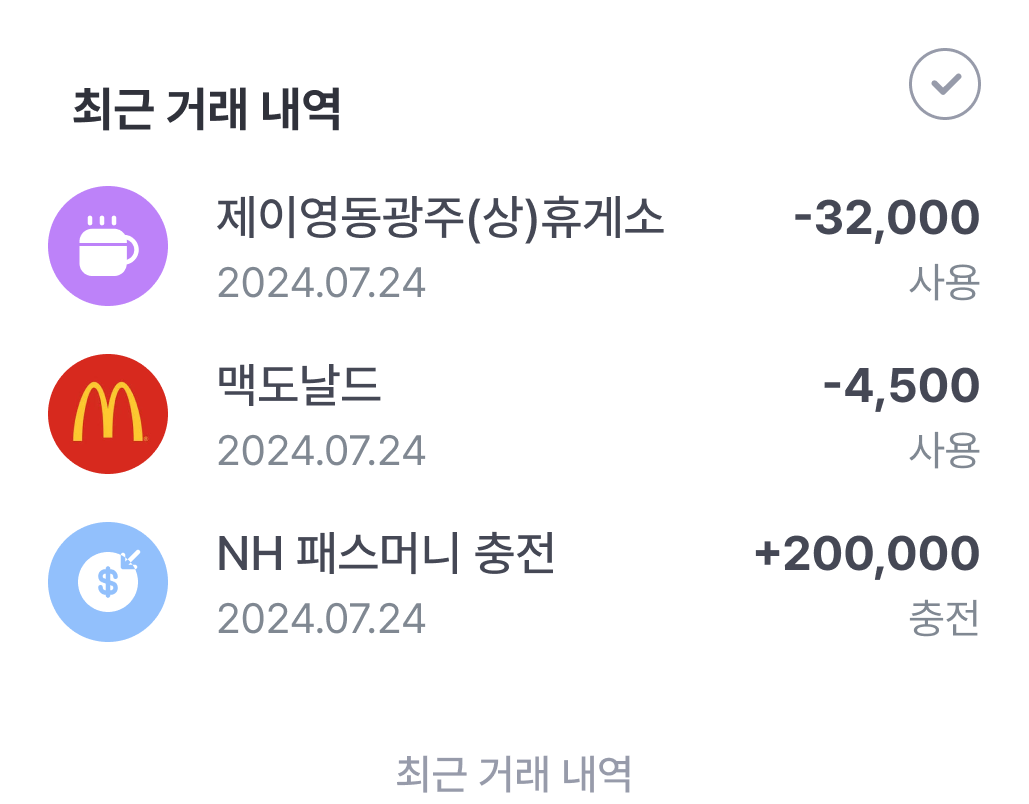 최근 거래 내역
제이영동광주(상)휴게소 -32,000
2024.07.24 사용
맥도날드 -4,500
2024.07.24 사용
NH 패스머니 충전 +200,000
2024.07.24 충전
최근 거래 내역